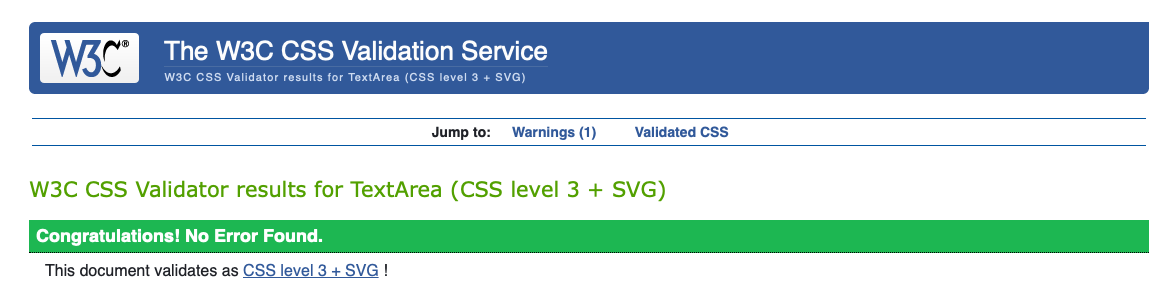 W3C®
The W3C CSS Validation Service
W3C CSS Validator results for TextArea (CSS level 3 + SVG)
Jump to: Warnings (1) Validated CSS
W3C CSS Validator results for TextArea (CSS level 3 + SVG)
Congratulations! No Error Found.
This document validates as CSS level 3 + SVG !